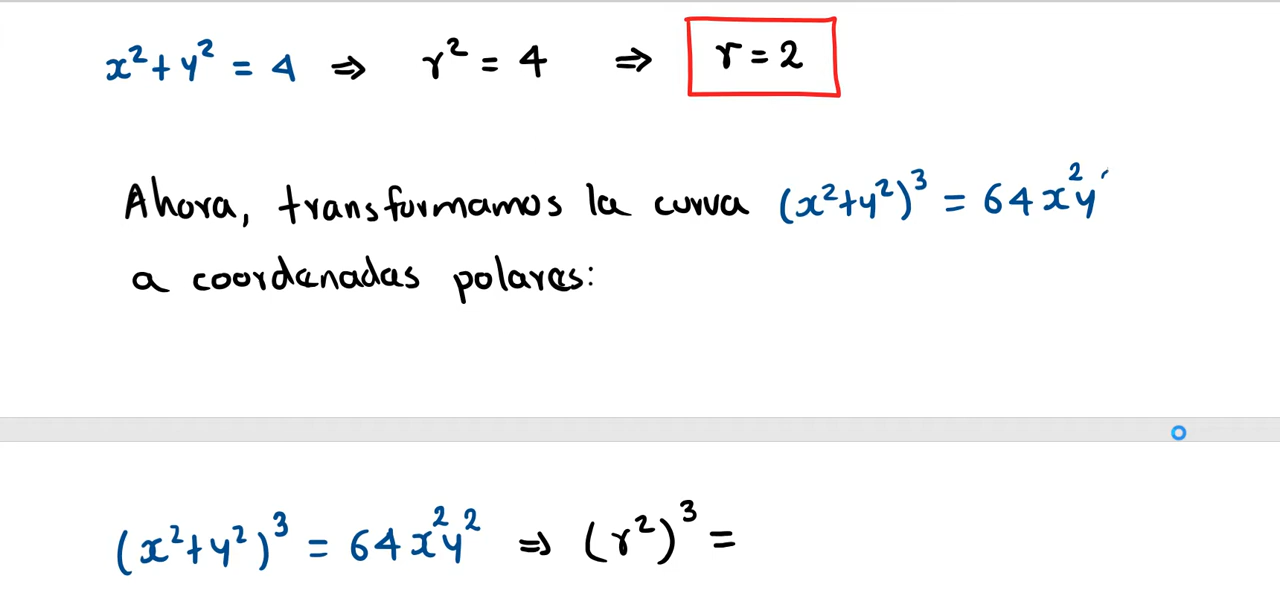 x² + y² = 4 ⇒ r² = 4 ⇒ r = 2
Ahora, transformamos la curva (x²+y²)³ = 64x²y
a coordenadas polares:
(x²+y²)³ = 64x²y² ⇒ (r²)³ =